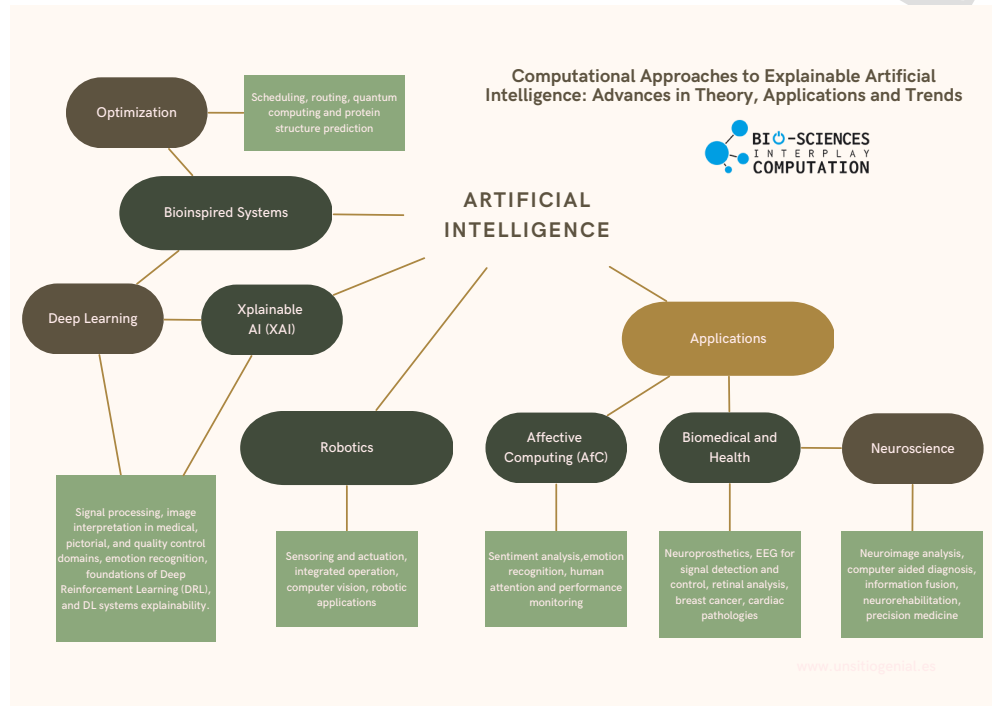 Computational Approaches to Explainable Artificial
Intelligence: Advances in Theory, Applications and Trends
BIO-SCIENCES
INTERPLAY
COMPUTATION
Optimization
Scheduling, routing, quantum
computing and protein
structure prediction
Bioinspired Systems
ARTIFICIAL
INTELLIGENCE
Deep Learning
Xplainable
AI (XAI)
Applications
Robotics
Affective
Computing (AfC)
Biomedical and
Health
Neuroscience
Signal processing, image
interpretation in medical,
pictorial, and quality control
domains, emotion recognition,
foundations of Deep
Reinforcement Learning (DRL),
and DL systems explainability.
Sensoring and actuation,
integrated operation,
computer vision, robotic
applications
Sentiment analysis,emotion
recognition, human
attention and performance
monitoring
Neuroprosthetics, EEG for
signal detection and
control, retinal analysis,
breast cancer, cardiac
pathologies
Neuroimage analysis,
computer aided diagnosis,
information fusion,
neurorehabilitation,
precision medicine
www.unsitiogenial.es